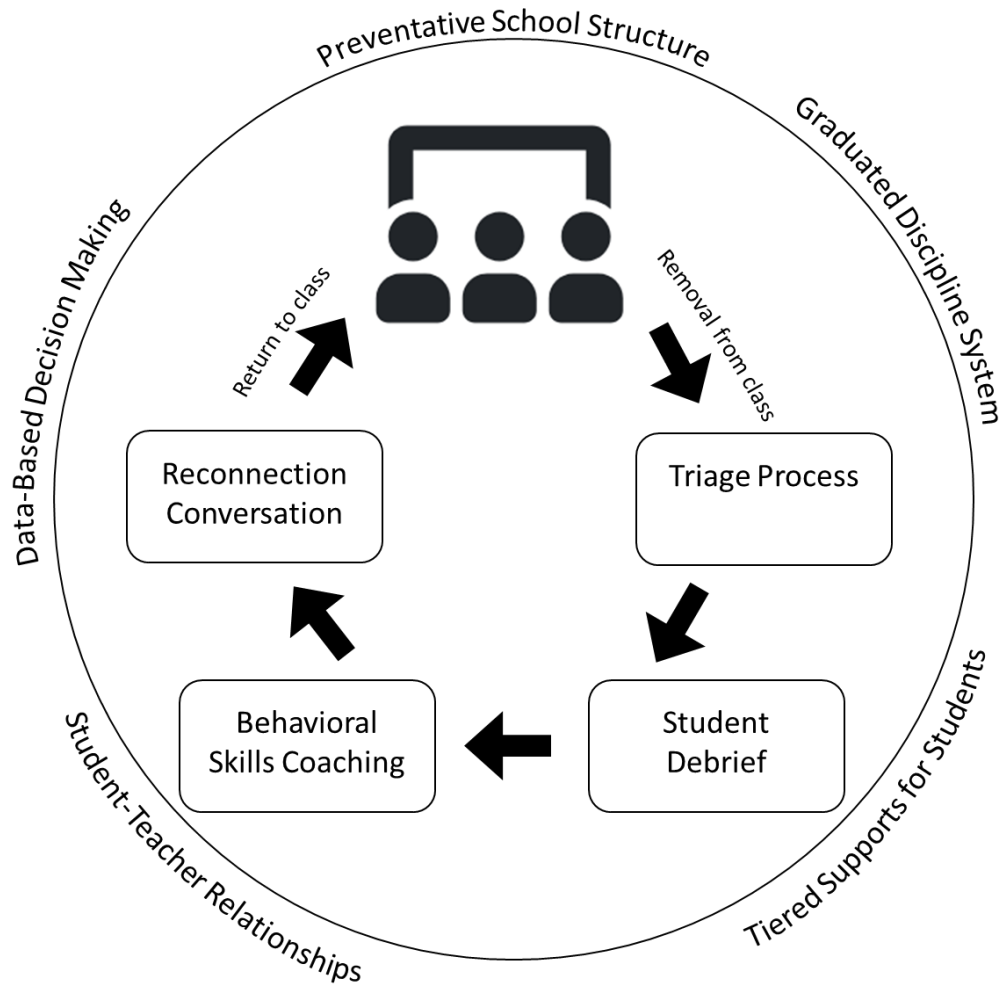 Preventative School Structure
Graduated Discipline System
Data-Based Decision Making
Return to class
Removal from class
Reconnection
Conversation
Triage Process
Behavioral
Skills Coaching
Student
Debrief
Student-Teacher Relationships
Tiered Supports for Students